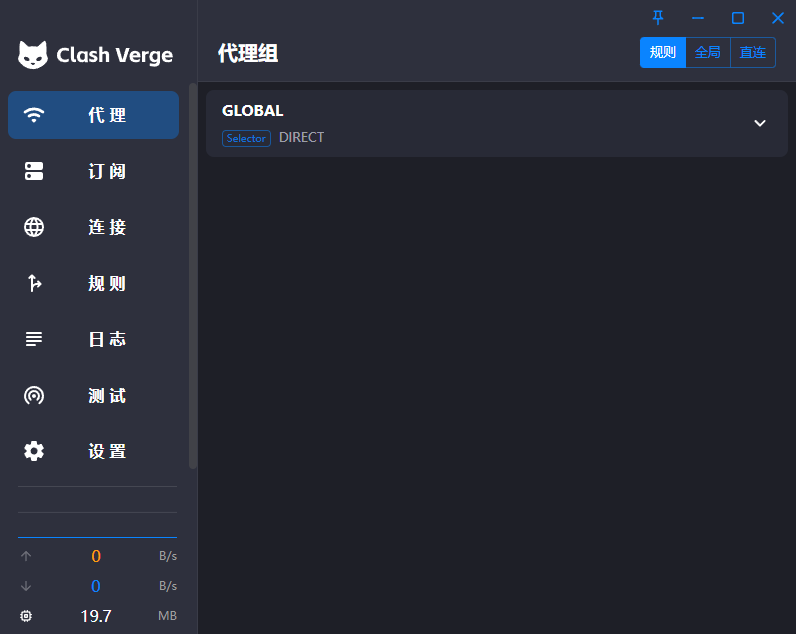 Clash Verge
代理
订阅
连接
规则
日志
测试
设置
0 B/s
0 B/s
19.7 MB
代理组
规则 全局 直连
GLOBAL
Selector DIRECT